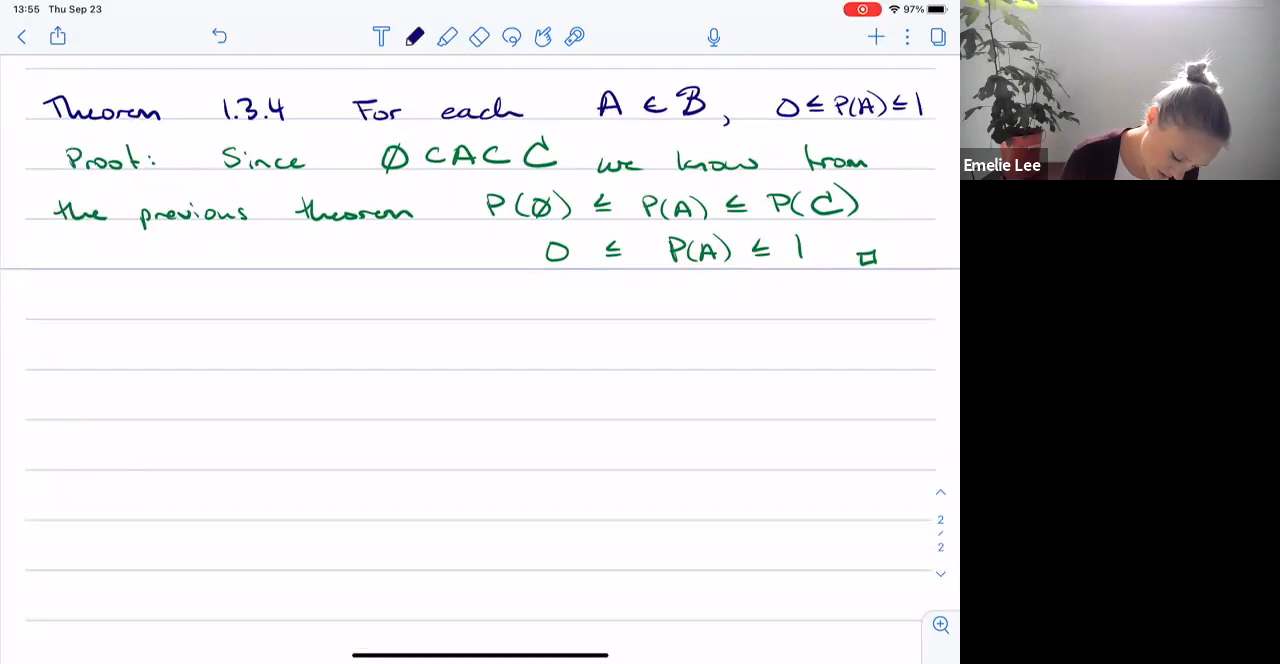 13:55 Thu Sep 23
97%
Theorem 1.3.4 For each A ∈ B, 0 ≤ P(A) ≤ 1
Proof: Since Ø ⊂ A ⊂ C we know from
the previous theorem P(Ø) ≤ P(A) ≤ P(C)
0 ≤ P(A) ≤ 1 □
Emelie Lee
2
/
2